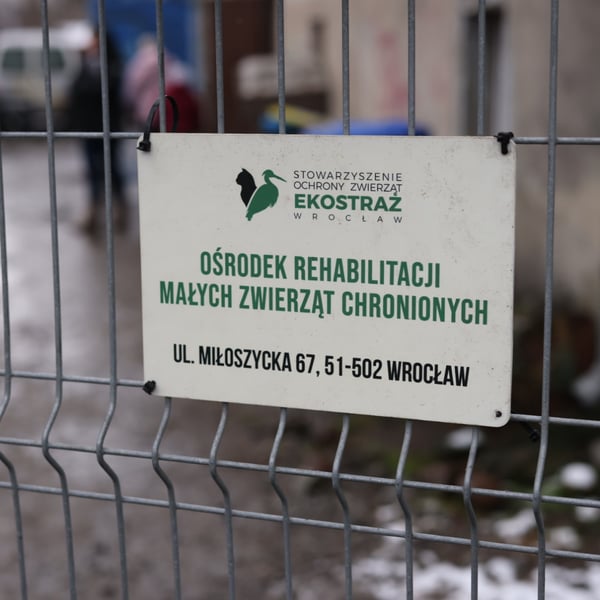 STOWARZYSZENIE
OCHRONY ZWIERZĄT
EKOSTRAŻ
WROCŁAW
OŚRODEK REHABILITACJI
MAŁYCH ZWIERZĄT CHRONIONYCH
UL. MIŁOSZYCKA 67, 51-502 WROCŁAW